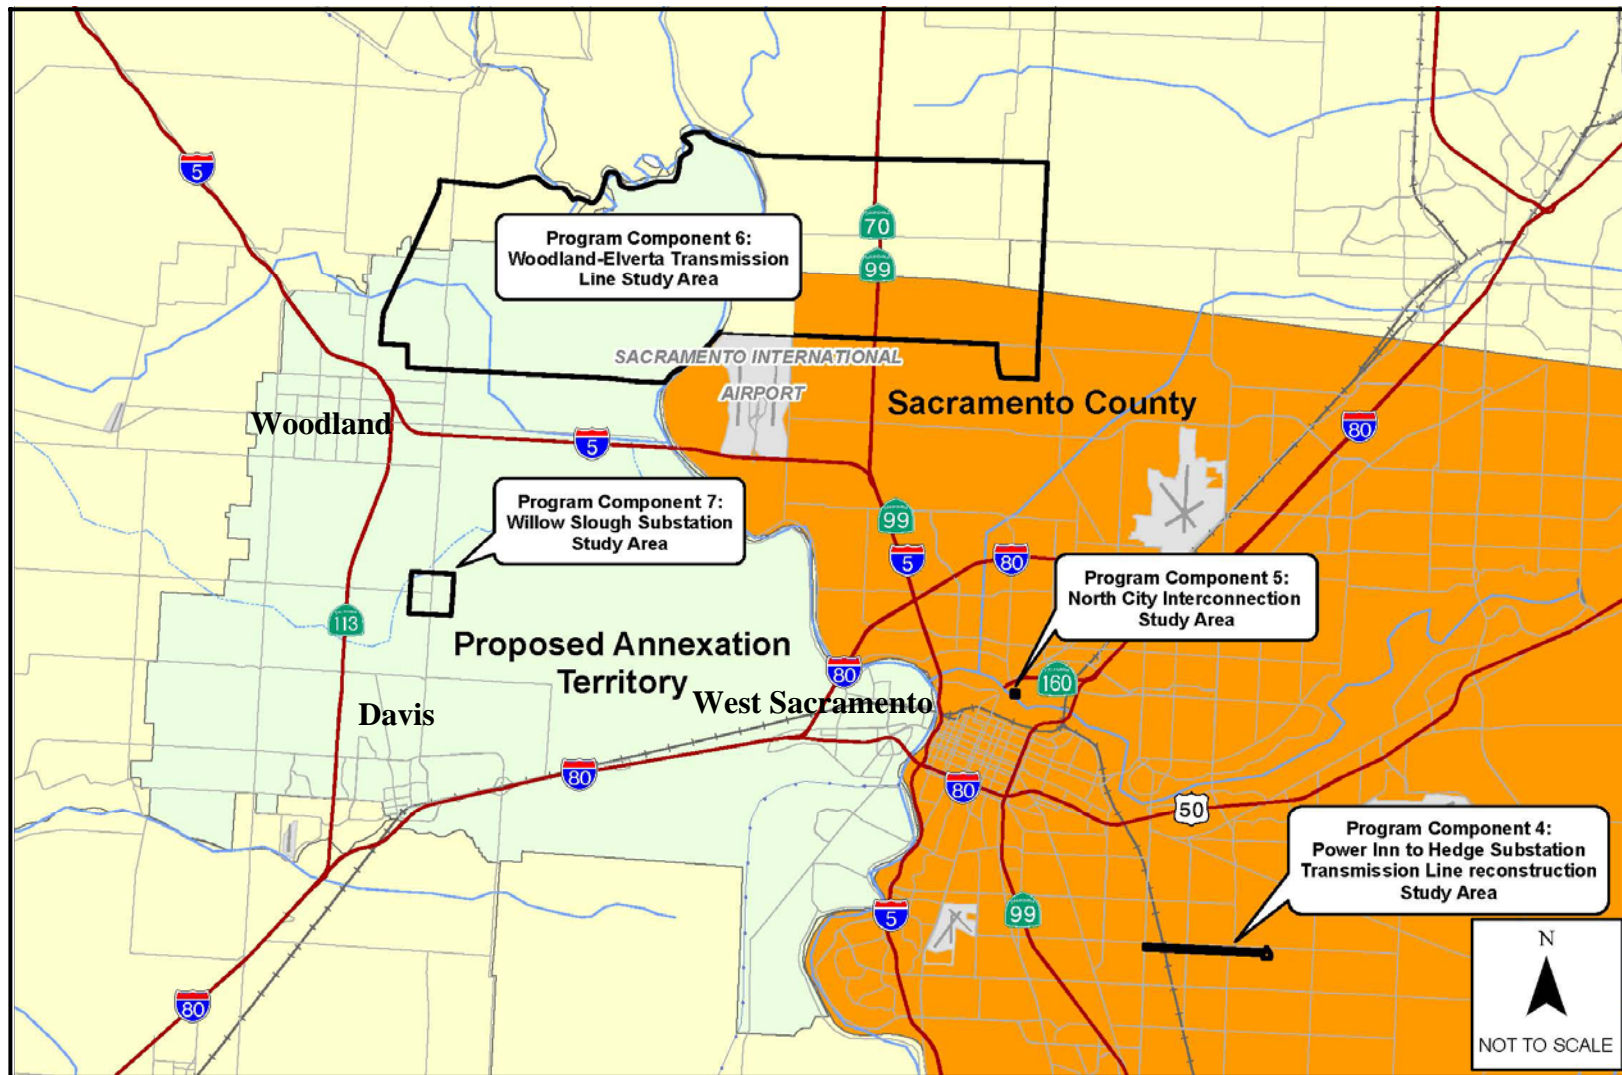 5
70
99
Program Component 6:
Woodland-Elverta Transmission
Line Study Area
SACRAMENTO INTERNATIONAL
AIRPORT
Sacramento County
Woodland
5
80
Program Component 7:
Willow Slough Substation
Study Area
99
5
80
Program Component 5:
North City Interconnection
Study Area
113
Proposed Annexation
Territory
80
160
West Sacramento
Davis
80
80
50
Program Component 4:
Power Inn to Hedge Substation
Transmission Line reconstruction
Study Area
5
99
80
N
NOT TO SCALE